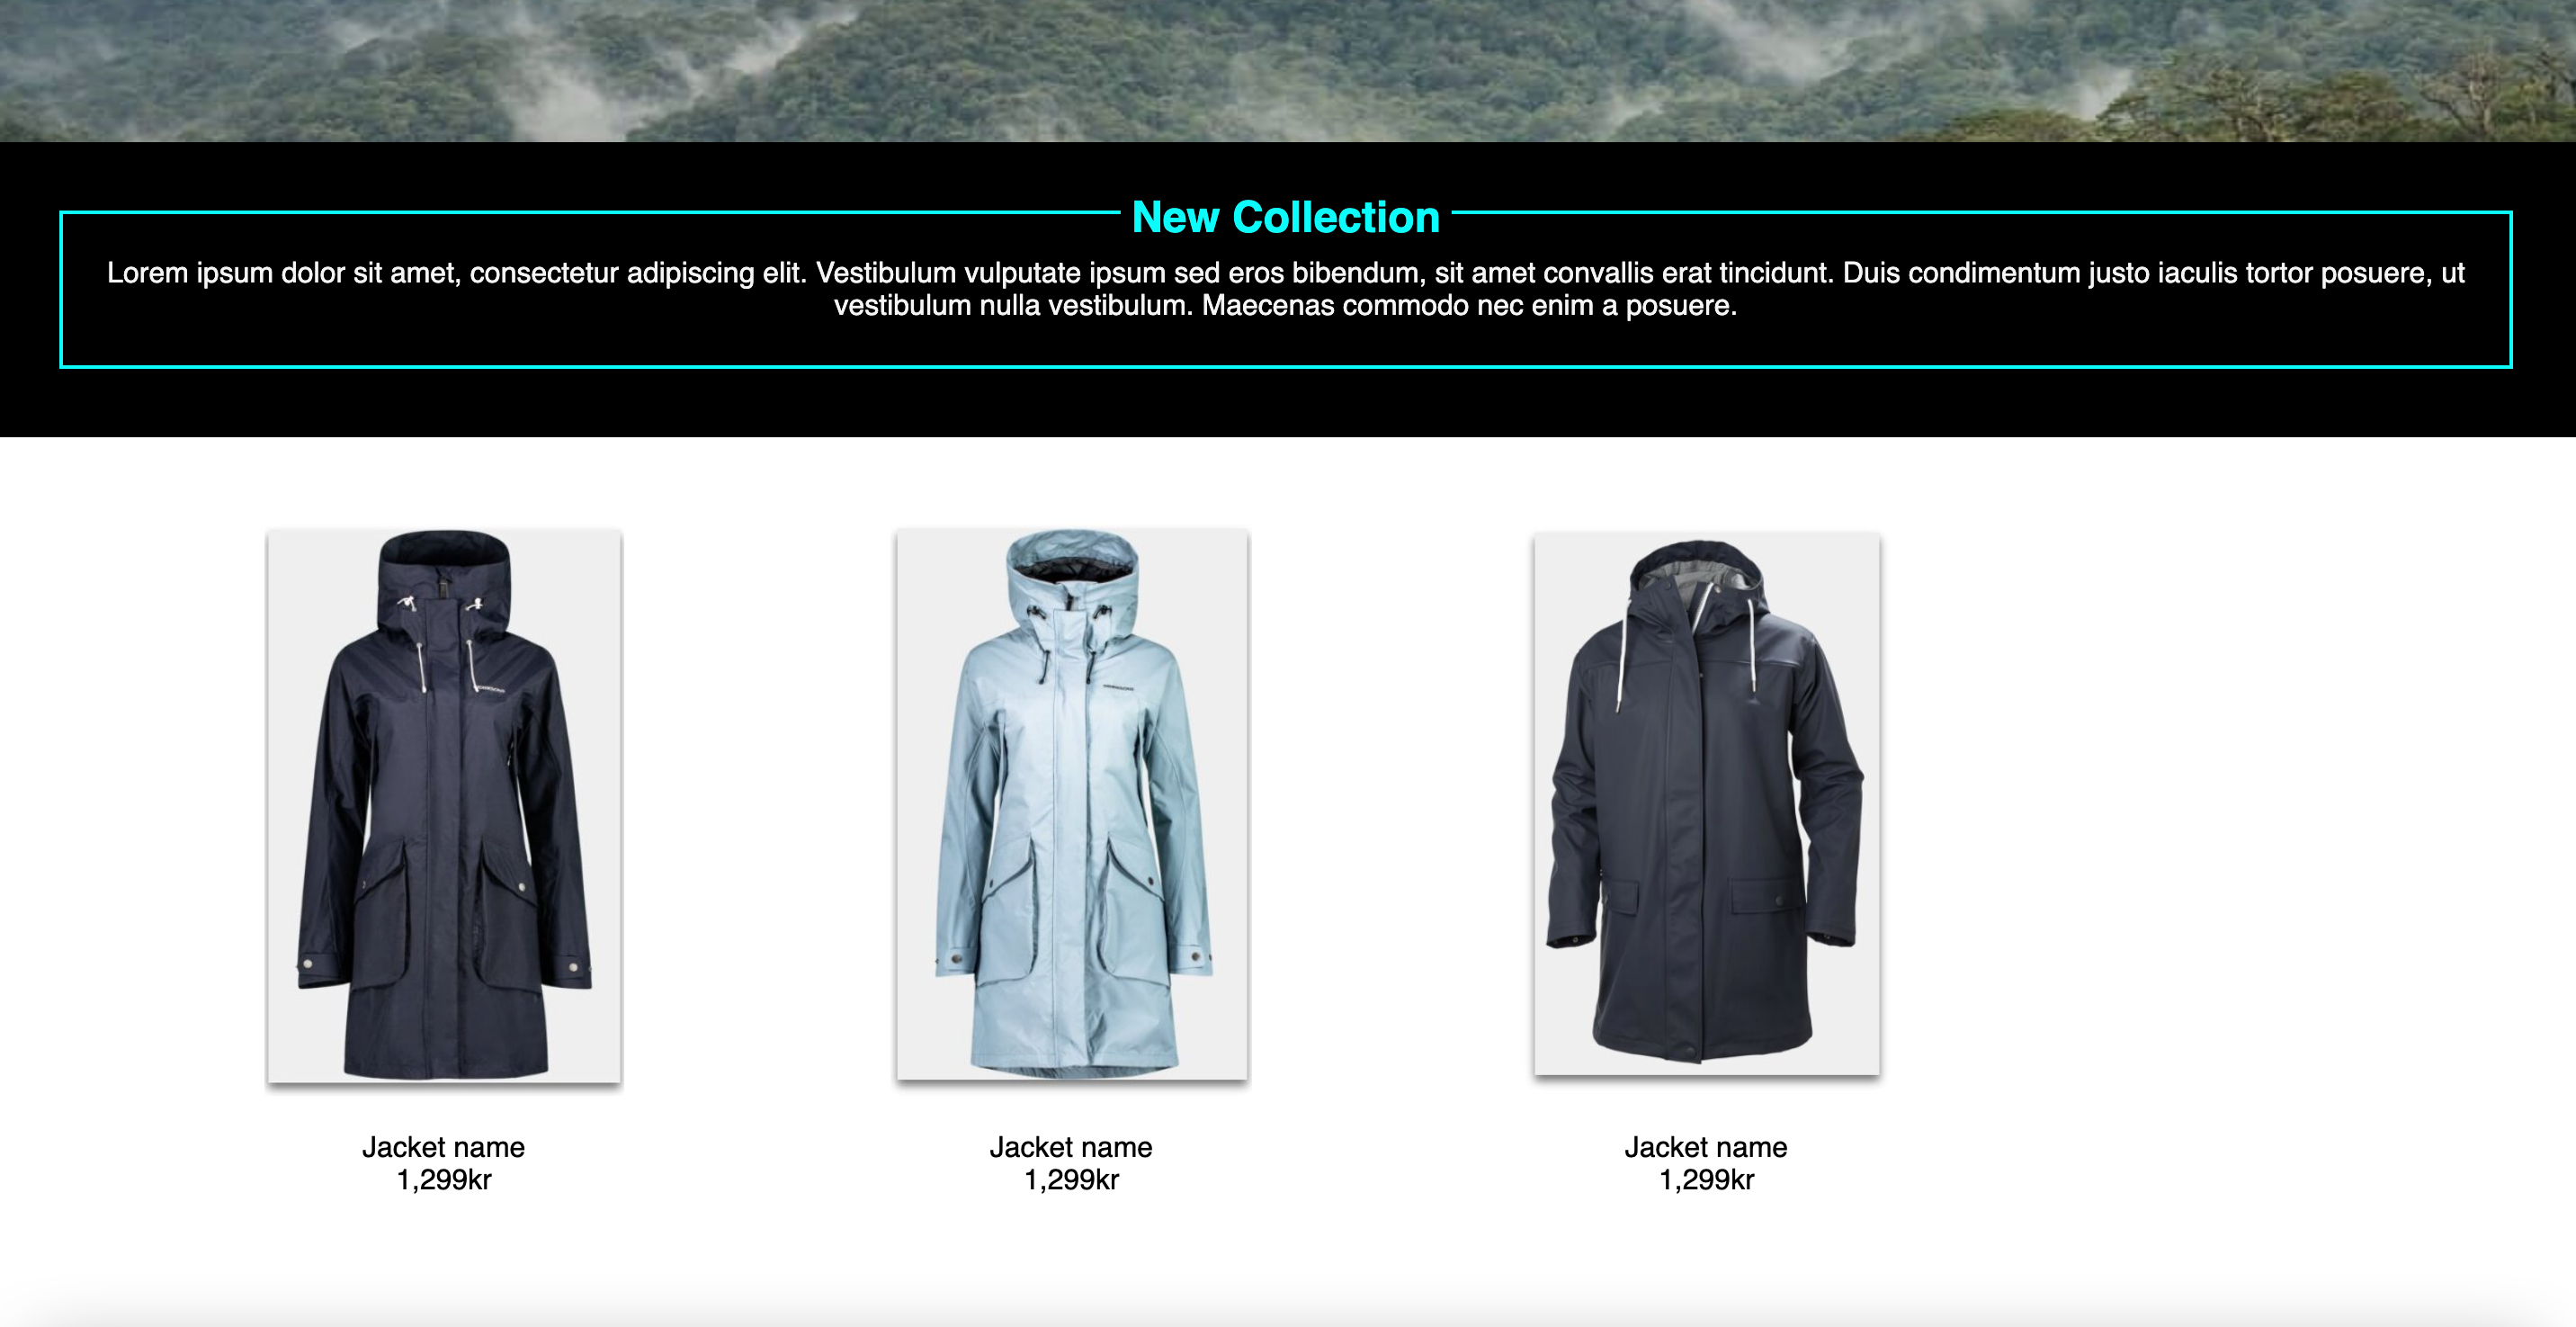 New Collection
Lorem ipsum dolor sit amet, consectetur adipiscing elit. Vestibulum vulputate ipsum sed eros bibendum, sit amet convallis erat tincidunt. Duis condimentum justo iaculis tortor posuere, ut
vestibulum nulla vestibulum. Maecenas commodo nec enim a posuere.
Jacket name
1,299kr
Jacket name
1,299kr
Jacket name
1,299kr